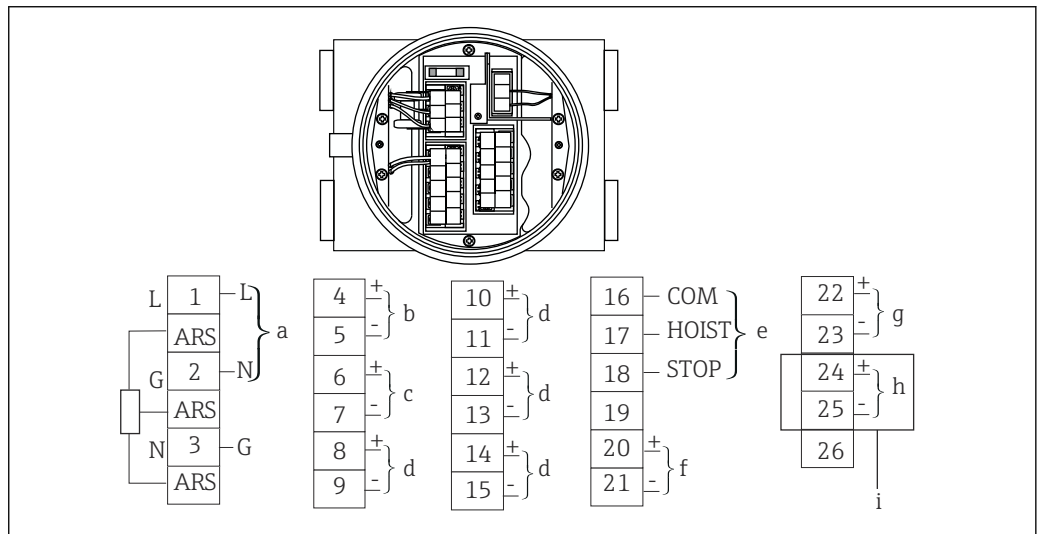 L 1 L
ARS
a
G 2 N
ARS
N 3 G
ARS
4 +
b
5 -
6 +
c
7 -
8 +
d
9 -
10 +
d
11 -
12 +
d
13 -
14 +
d
15 -
16 COM
17 HOIST e
18 STOP
19
20 +
f
21 -
22 +
g
23 -
24 +
h
25 -
26
i